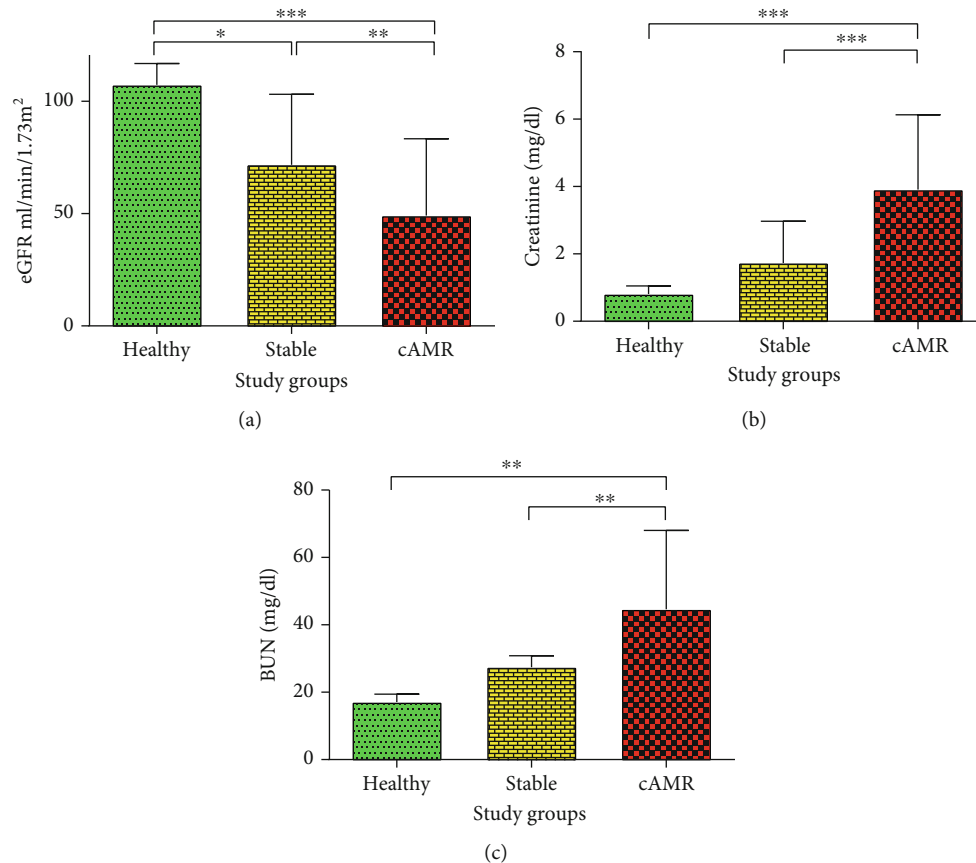 ***
*
**
100
50
0
eGFR ml/min/1.73m²
Healthy
Stable
cAMR
Study groups
(a)
***
***
8
6
4
2
0
Creatinine (mg/dl)
Healthy
Stable
cAMR
Study groups
(b)
**
**
80
60
40
20
0
BUN (mg/dl)
Healthy
Stable
cAMR
Study groups
(c)